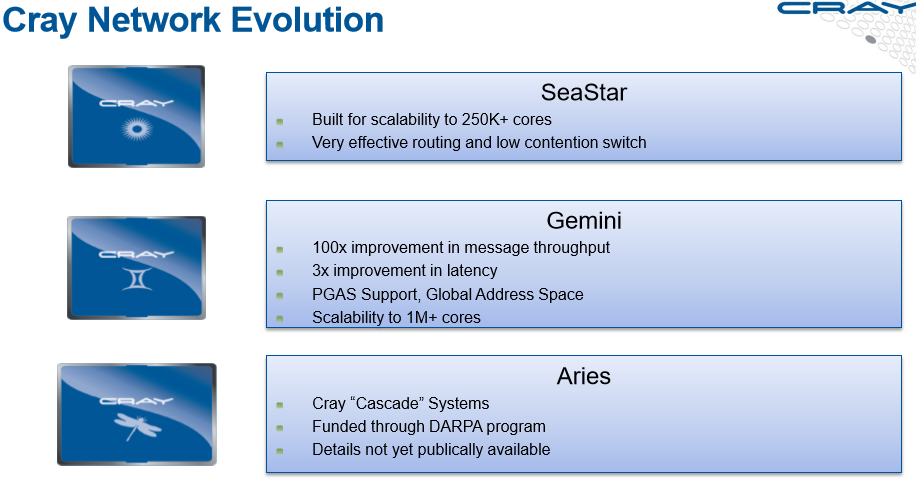 Cray Network Evolution
CRAY
CRAY
SeaStar
Built for scalability to 250K+ cores
Very effective routing and low contention switch
CRAY
Gemini
100x improvement in message throughput
3x improvement in latency
PGAS Support, Global Address Space
Scalability to 1M+ cores
CRAY
Aries
Cray “Cascade” Systems
Funded through DARPA program
Details not yet publically available